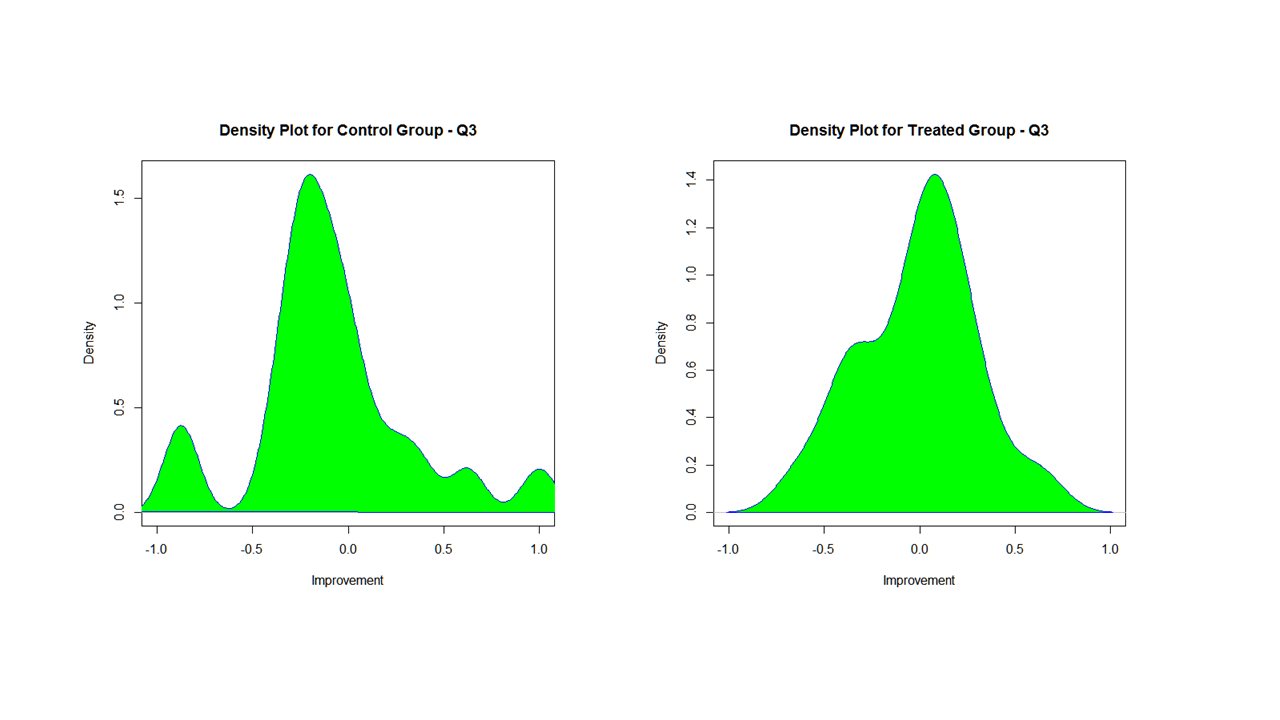 Density Plot for Control Group - Q3
Density
1.5
1.0
0.5
0.0
-1.0 -0.5 0.0 0.5 1.0
Improvement
Density Plot for Treated Group - Q3
Density
1.4
1.2
1.0
0.8
0.6
0.4
0.2
0.0
-1.0 -0.5 0.0 0.5 1.0
Improvement